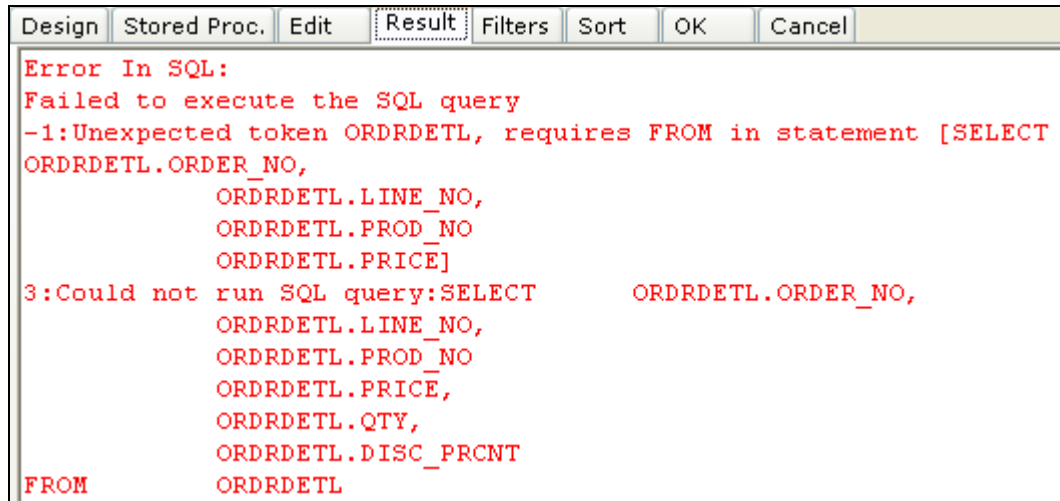 Design Stored Proc. Edit Result Filters Sort OK Cancel
Error In SQL:
Failed to execute the SQL query
-1:Unexpected token ORDRDETL, requires FROM in statement [SELECT
ORDRDETL.ORDER_NO,
ORDRDETL.LINE_NO,
ORDRDETL.PROD_NO
ORDRDETL.PRICE]
3:Could not run SQL query:SELECT ORDRDETL.ORDER_NO,
ORDRDETL.LINE_NO,
ORDRDETL.PROD_NO
ORDRDETL.PRICE,
ORDRDETL.QTY,
ORDRDETL.DISC_PRCNT
FROM ORDRDETL